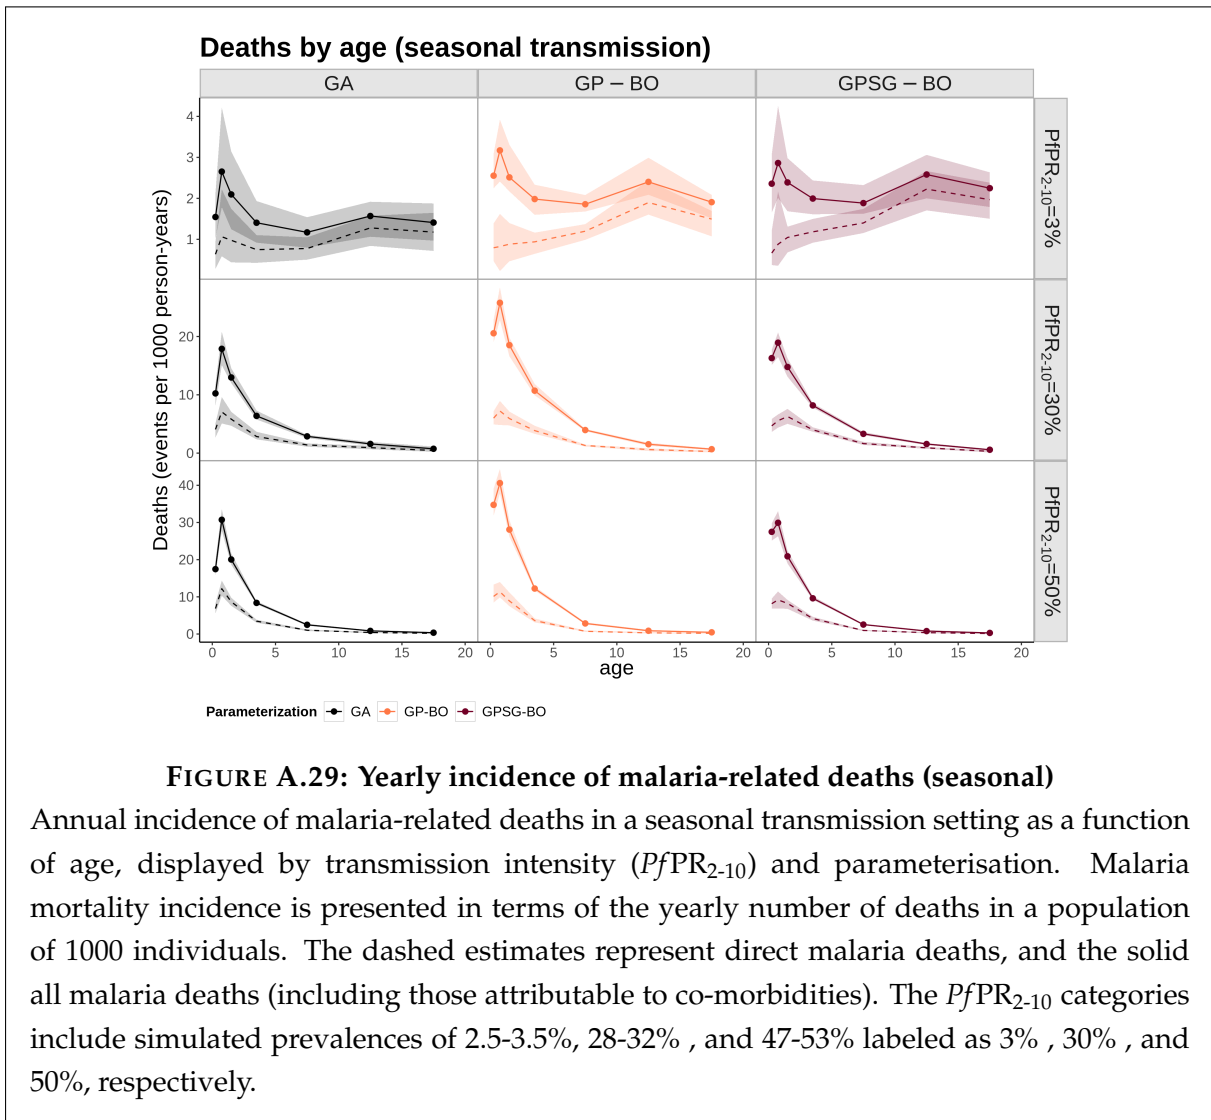 Deaths by age (seasonal transmission)
GA
GP − BO
GPSG − BO
Deaths (events per 1000 person-years)
4
3
2
1
PfPR2-10=3%
20
10
0
PfPR2-10=30%
40
30
20
10
0
PfPR2-10=50%
0 5 10 15 20
0 5 10 15 20
0 5 10 15 20
age
Parameterization GA GP-BO GPSG-BO
FIGURE A.29: Yearly incidence of malaria-related deaths (seasonal)
Annual incidence of malaria-related deaths in a seasonal transmission setting as a function
of age, displayed by transmission intensity (PfPR2-10) and parameterisation. Malaria
mortality incidence is presented in terms of the yearly number of deaths in a population
of 1000 individuals. The dashed estimates represent direct malaria deaths, and the solid
all malaria deaths (including those attributable to co-morbidities). The PfPR2-10 categories
include simulated prevalences of 2.5-3.5%, 28-32% , and 47-53% labeled as 3% , 30% , and
50%, respectively.